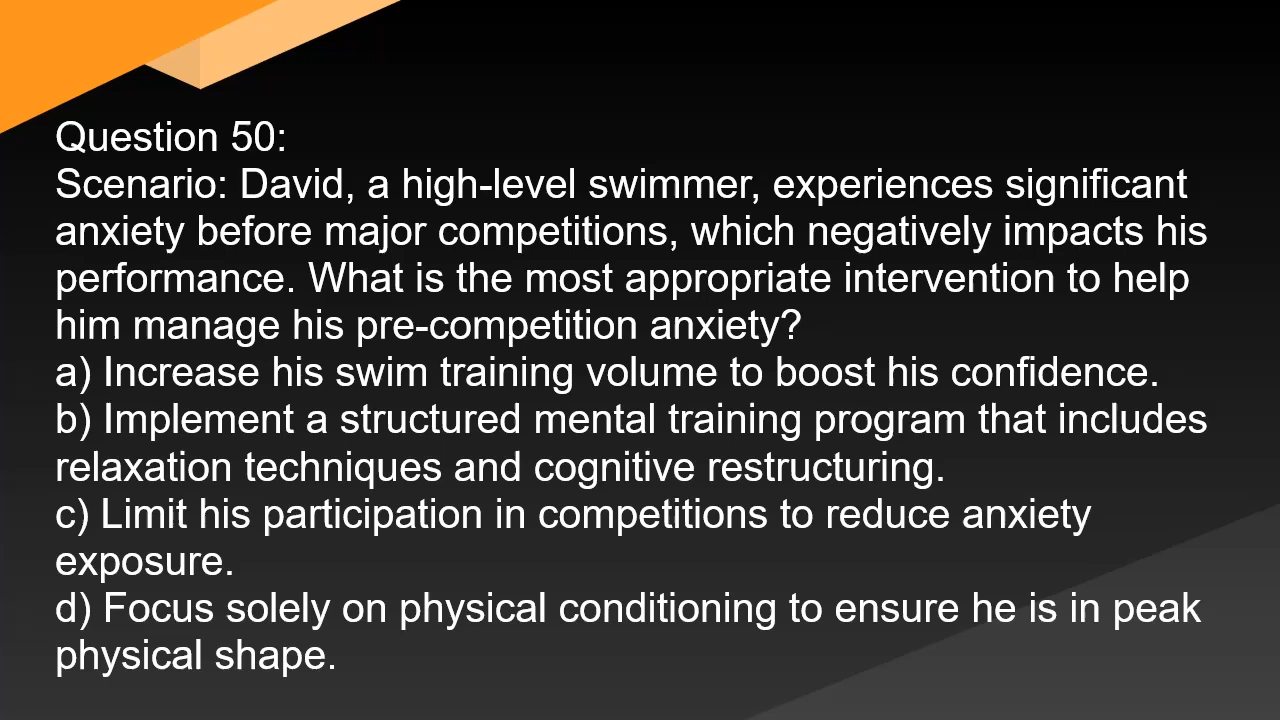 Question 50:
Scenario: David, a high-level swimmer, experiences significant
anxiety before major competitions, which negatively impacts his
performance. What is the most appropriate intervention to help
him manage his pre-competition anxiety?
a) Increase his swim training volume to boost his confidence.
b) Implement a structured mental training program that includes
relaxation techniques and cognitive restructuring.
c) Limit his participation in competitions to reduce anxiety
exposure.
d) Focus solely on physical conditioning to ensure he is in peak
physical shape.